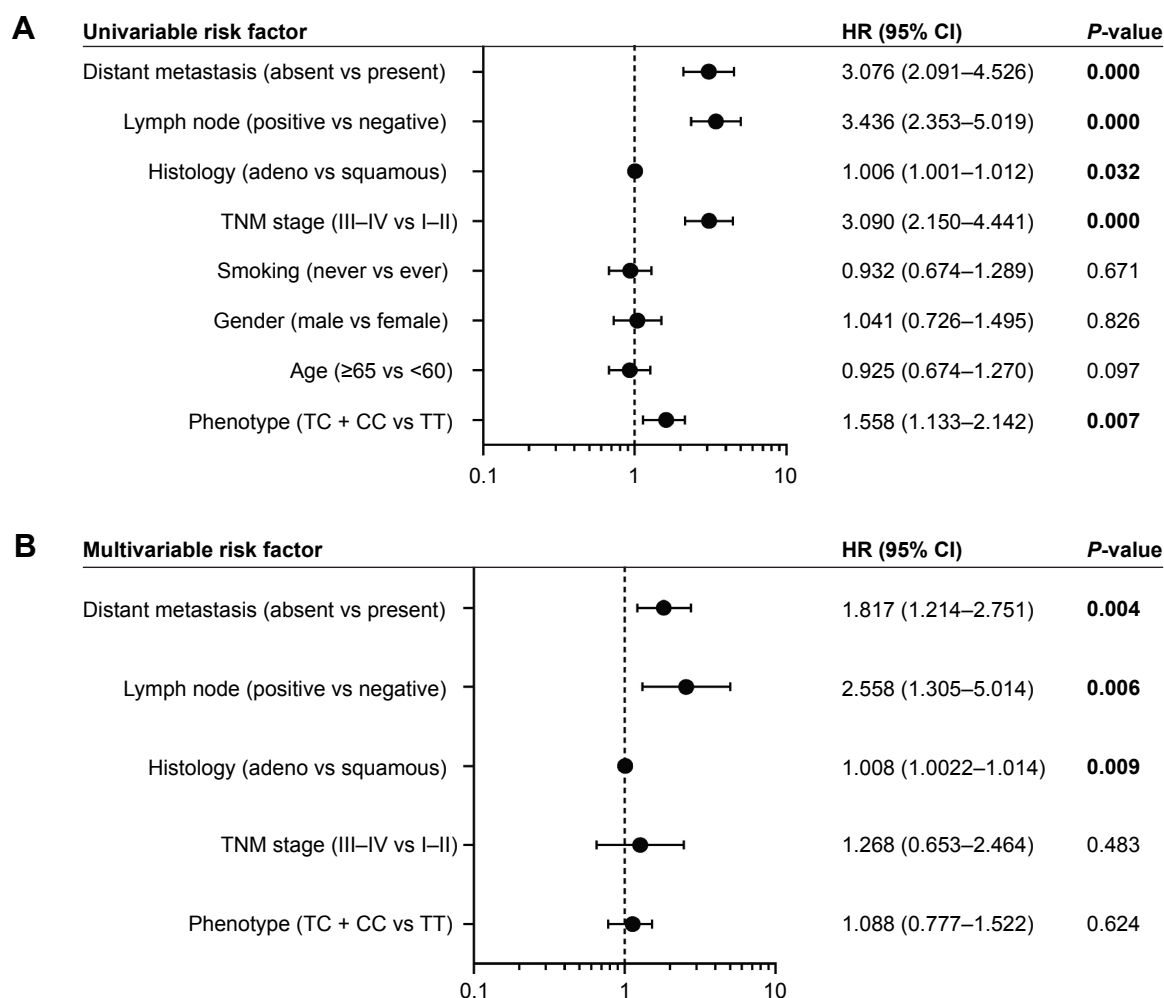 A
Univariable risk factor HR (95% CI) P-value
Distant metastasis (absent vs present) 3.076 (2.091–4.526) 0.000
Lymph node (positive vs negative) 3.436 (2.353–5.019) 0.000
Histology (adeno vs squamous) 1.006 (1.001–1.012) 0.032
TNM stage (III–IV vs I–II) 3.090 (2.150–4.441) 0.000
Smoking (never vs ever) 0.932 (0.674–1.289) 0.671
Gender (male vs female) 1.041 (0.726–1.495) 0.826
Age (≥65 vs <60) 0.925 (0.674–1.270) 0.097
Phenotype (TC + CC vs TT) 1.558 (1.133–2.142) 0.007
0.1 1 10
B
Multivariable risk factor HR (95% CI) P-value
Distant metastasis (absent vs present) 1.817 (1.214–2.751) 0.004
Lymph node (positive vs negative) 2.558 (1.305–5.014) 0.006
Histology (adeno vs squamous) 1.008 (1.0022–1.014) 0.009
TNM stage (III–IV vs I–II) 1.268 (0.653–2.464) 0.483
Phenotype (TC + CC vs TT) 1.088 (0.777–1.522) 0.624
0.1 1 10